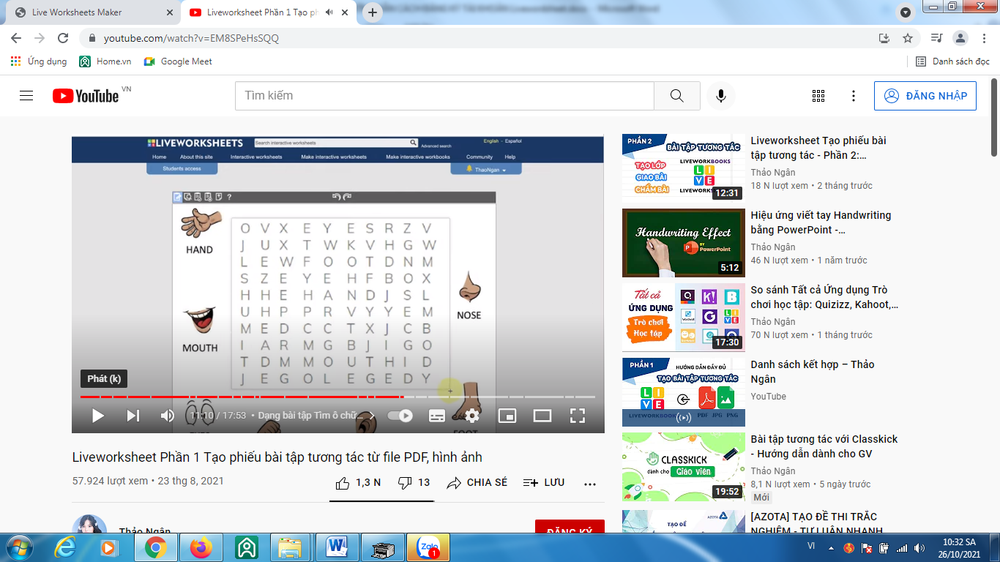 Live Worksheets Maker
Liveworksheet Phần 1 Tạo ph
youtube.com/watch?v=EM8SPeHsSQQ
Ứng dụng
Home.vn
Google Meet
Danh sách đọc
YouTube VN
Tìm kiếm
ĐĂNG NHẬP
LIVEWORKSHEETS
Search interactive worksheets
Advanced search
English - Español
Home
About this site
Interactive worksheets
Make interactive worksheets
Make interactive workbooks
Community
Help
Students access
ThaoNgan
HAND
MOUTH
NOSE
O V X E Y E S R Z V
J U X T W K V H G W
L E W F O O T D N M
S Z E Y E H F B O X
H H E H A N D J S L
U H P P R V Y Y E M
M E D C C T X J C B
I A R M G B J I G O
T D M M O U T H I D
J E G O L E G E D Y
Phát (k)
11:10 / 17:53 • Dạng bài tập Tìm ô chữ...
Liveworksheet Phần 1 Tạo phiếu bài tập tương tác từ file PDF, hình ảnh
57.924 lượt xem • 23 thg 8, 2021
1,3 N
13
CHIA SẺ
LƯU
Thảo Ngân
ĐĂNG KÝ
PHẦN 2
BÀI TẬP TƯƠNG TÁC
TẠO LỚP
GIAO BÀI
CHẤM BÀI
LIVEWORKBOOKS
LIVE
12:31
Liveworksheet Tạo phiếu bài
tập tương tác - Phần 2:...
Thảo Ngân
18 N lượt xem • 2 tháng trước
Handwriting Effect
BY
PowerPoint
5:12
Hiệu ứng viết tay Handwriting
bằng PowerPoint -...
Thảo Ngân
46 N lượt xem • 1 năm trước
Tất cả
ỨNG DỤNG
Trò chơi
Học tập
17:30
So sánh Tất cả Ứng dụng Trò
chơi học tập: Quizizz, Kahoot,...
Thảo Ngân
70 N lượt xem • 1 tháng trước
PHẦN 1
HƯỚNG DẪN ĐẦY ĐỦ
TẠO BÀI TẬP TƯƠNG TÁC
LIVE
PDF JPG PNG
Danh sách kết hợp – Thảo
Ngân
YouTube
CLASSKICK
dành cho
Giáo viên
19:52
Bài tập tương tác với Classkick
- Hướng dẫn dành cho GV
Thảo Ngân
8,1 N lượt xem • 5 ngày trước
Mới
TẠO ĐỀ
AZOTA
[AZOTA] TẠO ĐỀ THI TRẮC
NGHIỆM - TỰ LUẬN NHANH
Zalo
1
VI
10:32 SA
26/10/2021